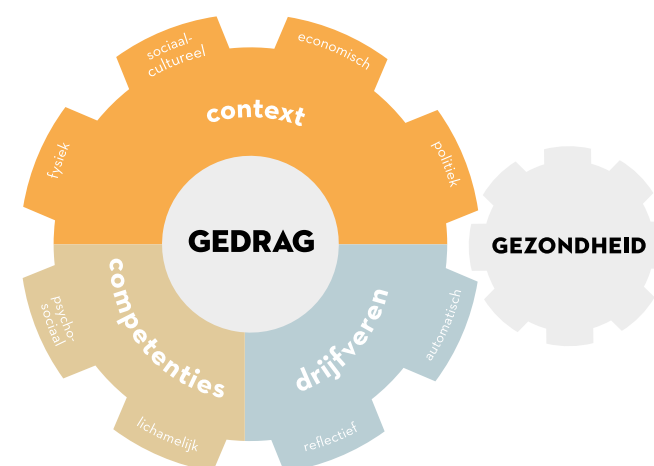 sociaal-
cultureel
economisch
context
fysiek
politiek
GEDRAG
GEZONDHEID
competenties
drijfveren
psycho-
sociaal
automatisch
lichamelijk
reflectief